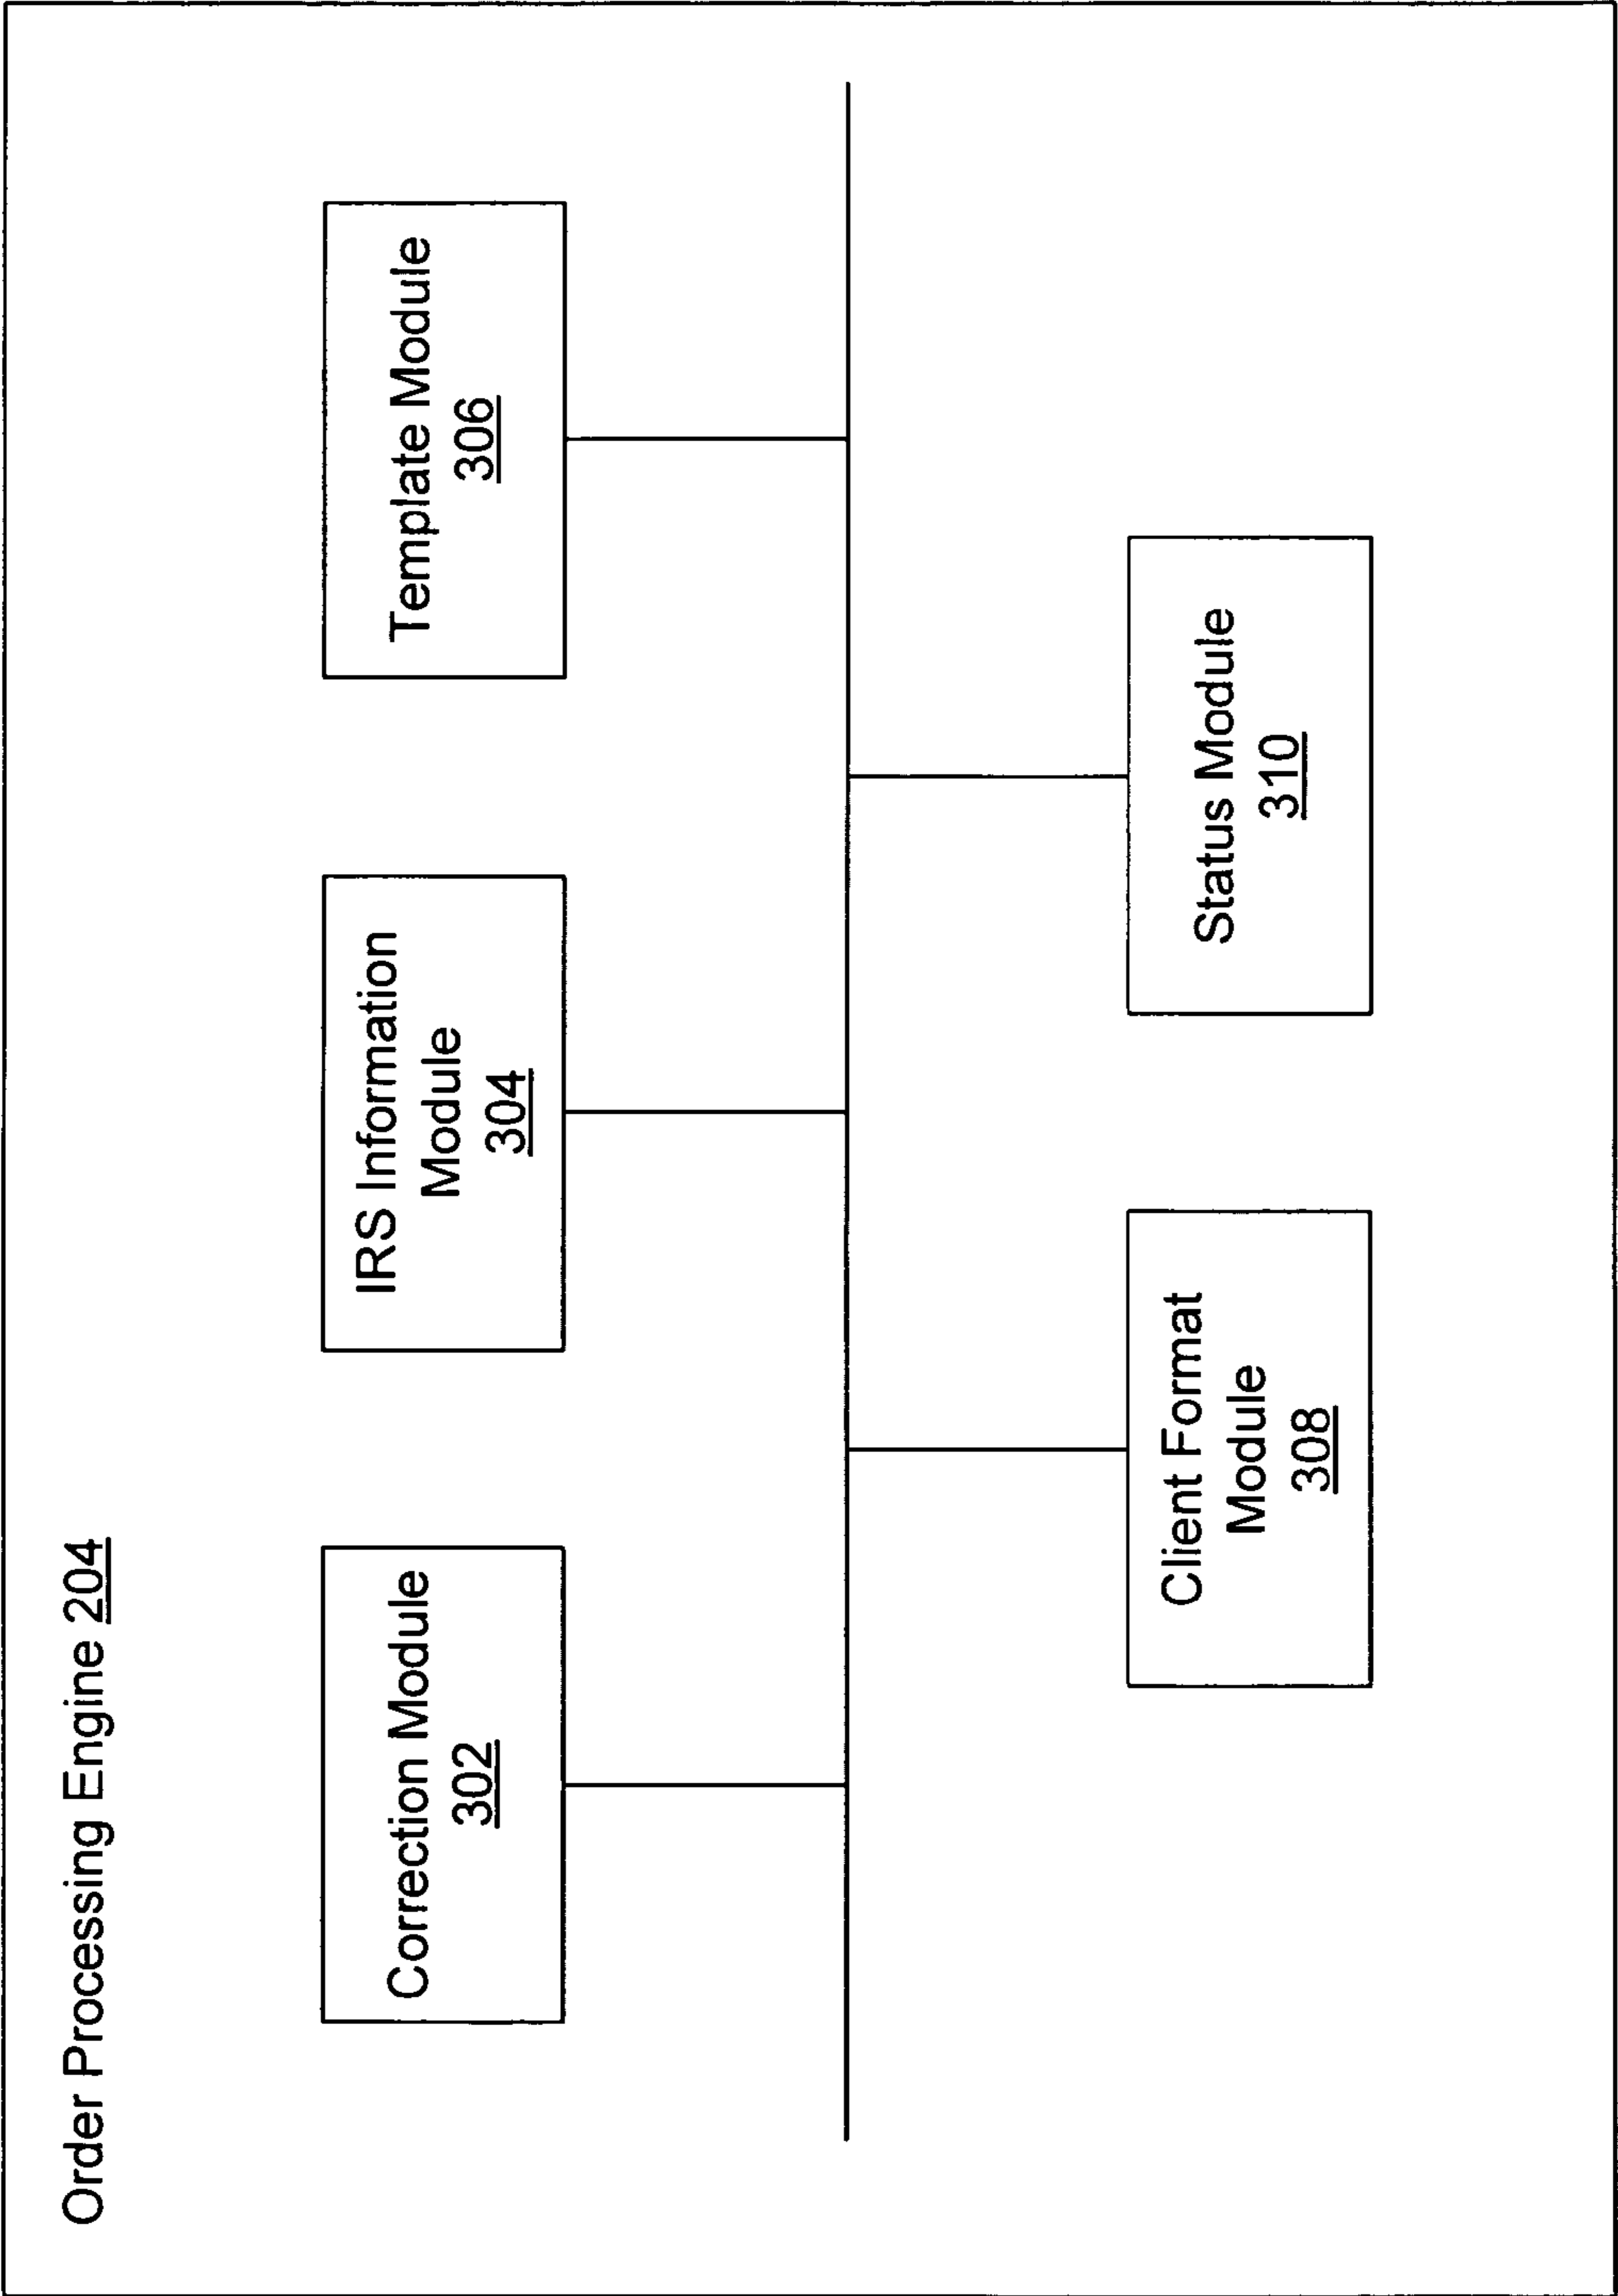 Order Processing Engine 204
Correction Module
302
IRS Information
Module
304
Template Module
306
Client Format
Module
308
Status Module
310